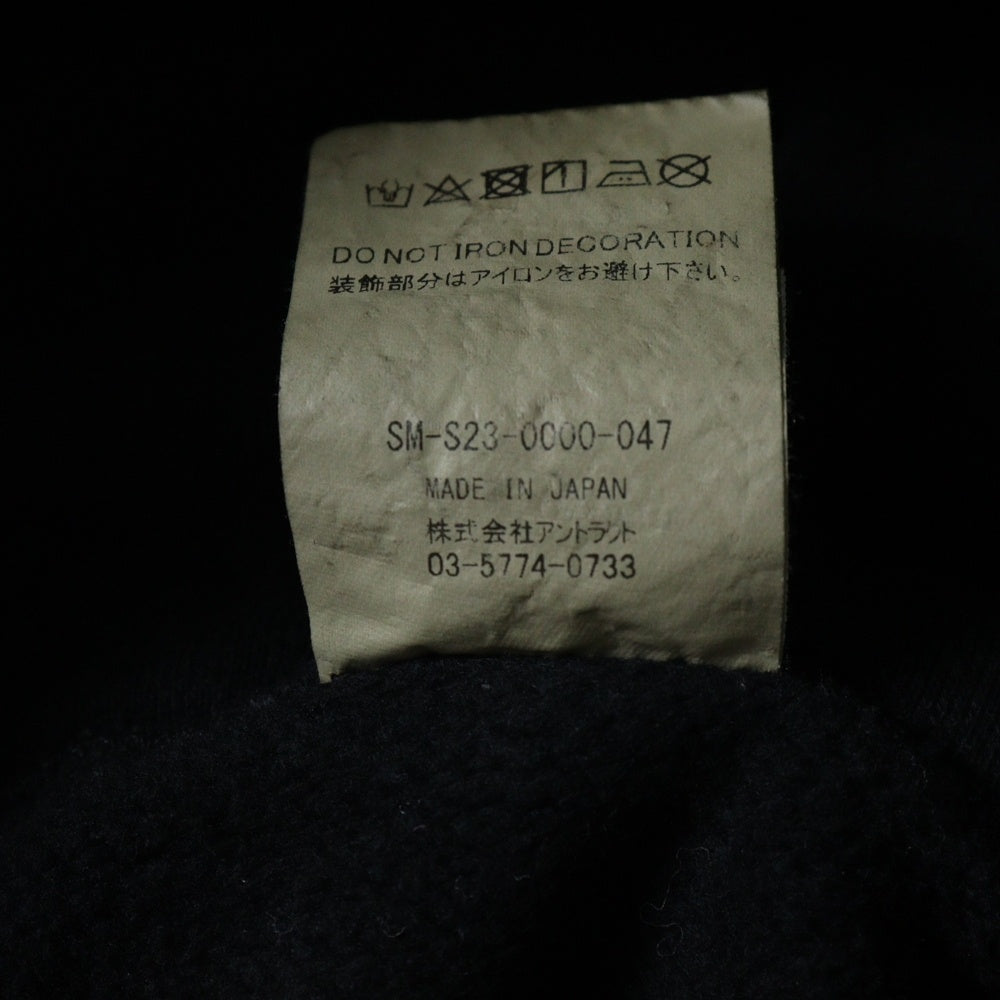 DO NOT IRON DECORATION
装飾部分はアイロンをお避け下さい。
SM-S23-0000-047
MADE IN JAPAN
株式会社アントラクト
03-5774-0733